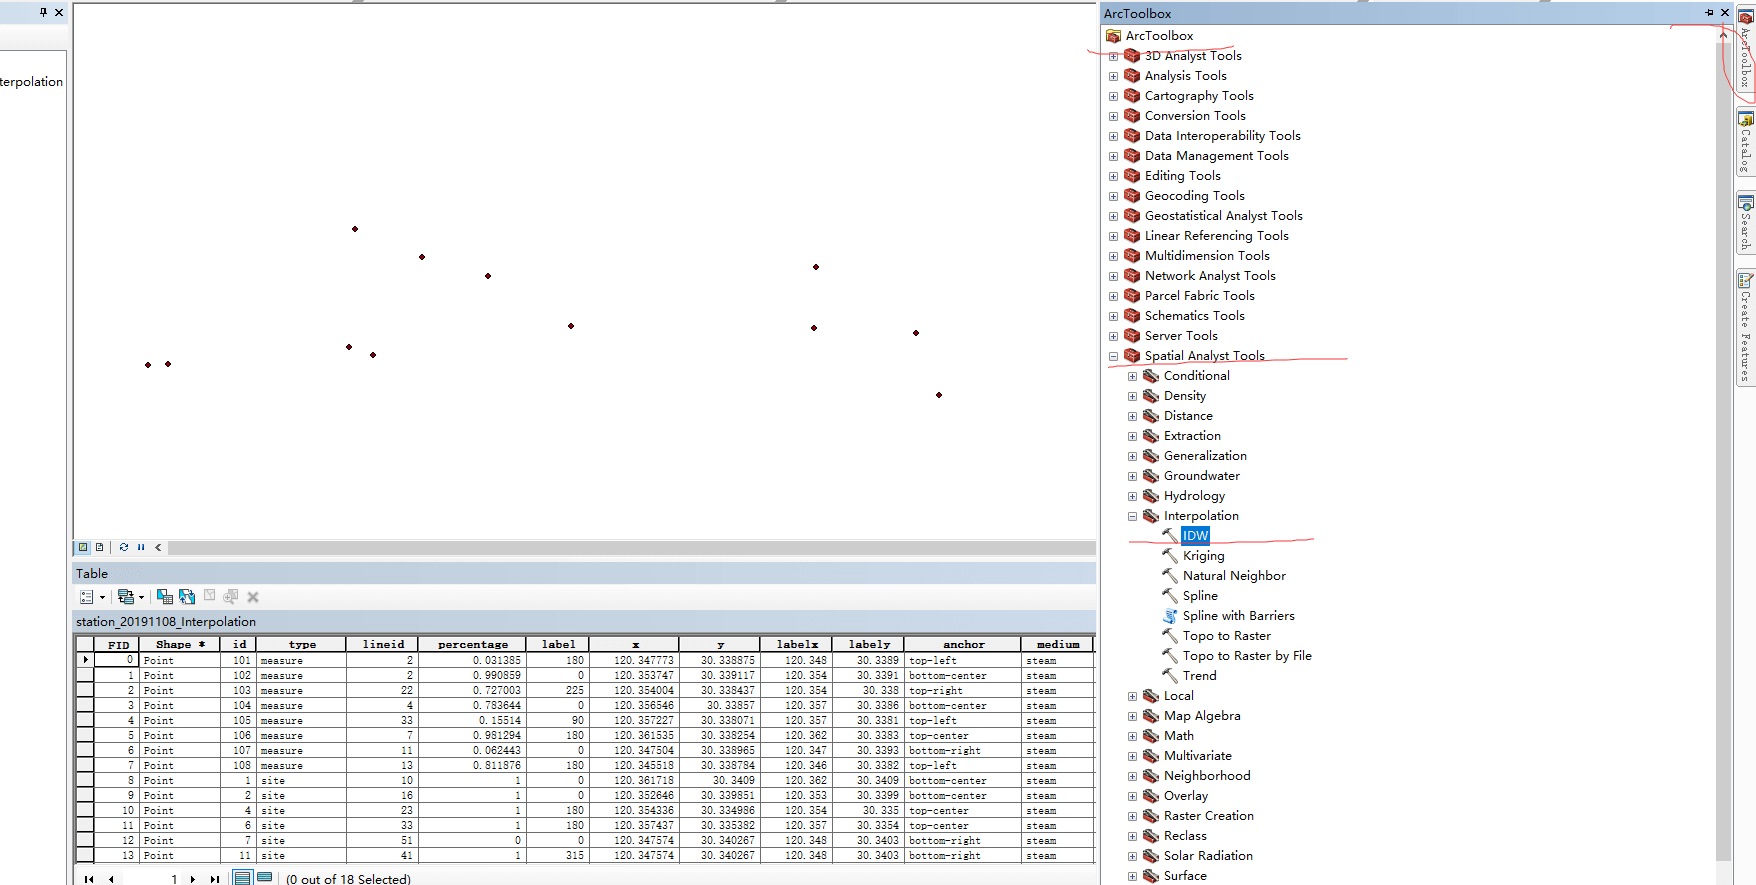 terpolation
ArcToolbox
ArcToolbox
3D Analyst Tools
Analysis Tools
Cartography Tools
Conversion Tools
Data Interoperability Tools
Data Management Tools
Editing Tools
Geocoding Tools
Geostatistical Analyst Tools
Linear Referencing Tools
Multidimension Tools
Network Analyst Tools
Parcel Fabric Tools
Schematics Tools
Server Tools
Spatial Analyst Tools
Conditional
Density
Distance
Extraction
Generalization
Groundwater
Hydrology
Interpolation
IDW
Kriging
Natural Neighbor
Spline
Spline with Barriers
Topo to Raster
Topo to Raster by File
Trend
Local
Map Algebra
Math
Multivariate
Neighborhood
Overlay
Raster Creation
Reclass
Solar Radiation
Surface
ArcToolbox
Catalog
Search
Create Features
Table
station_20191108_Interpolation
FID Shape * id type lineid percentage label x y labelx labely anchor medium
0 Point 101 measure 2 0.031385 180 120.347773 30.338875 120.348 30.3389 top-left steam
1 Point 102 measure 2 0.990859 0 120.353747 30.339117 120.354 30.3391 bottom-center steam
2 Point 103 measure 22 0.727003 225 120.354004 30.338437 120.354 30.338 top-right steam
3 Point 104 measure 4 0.783644 0 120.356546 30.33857 120.357 30.3386 bottom-center steam
4 Point 105 measure 33 0.15514 90 120.357227 30.338071 120.357 30.3381 top-left steam
5 Point 106 measure 7 0.981294 180 120.361535 30.338254 120.362 30.3383 top-center steam
6 Point 107 measure 11 0.062443 0 120.347504 30.338965 120.347 30.3393 bottom-right steam
7 Point 108 measure 13 0.811876 180 120.345518 30.338784 120.346 30.3382 top-left steam
8 Point 1 site 10 1 0 120.361718 30.3409 120.362 30.3409 bottom-center steam
9 Point 2 site 16 1 0 120.352646 30.339851 120.353 30.3399 bottom-center steam
10 Point 4 site 23 1 180 120.354336 30.334986 120.354 30.335 top-center steam
11 Point 6 site 33 1 180 120.357437 30.335382 120.357 30.3354 top-center steam
12 Point 7 site 51 0 0 120.347574 30.340267 120.348 30.3403 bottom-right steam
13 Point 11 site 41 1 315 120.347574 30.340267 120.348 30.3403 bottom-right steam
1 (0 out of 18 Selected)